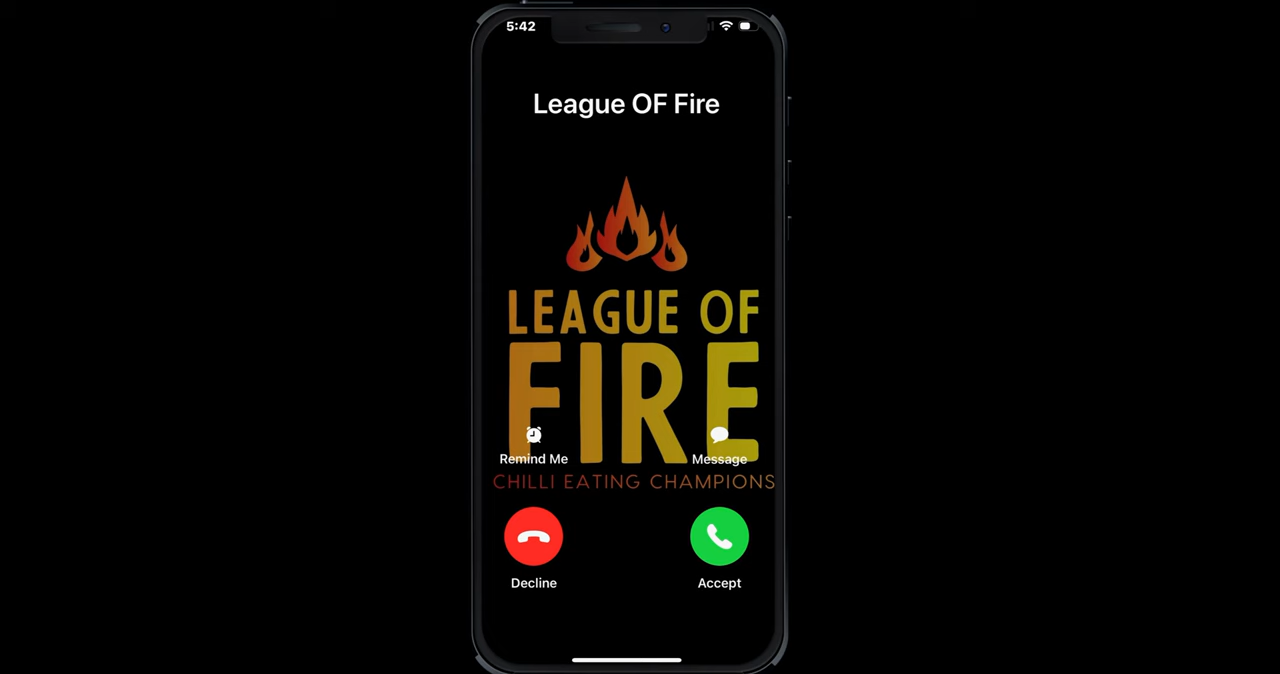 5:42
League OF Fire
LEAGUE OF
FIRE
Remind Me
Message
CHILLI EATING CHAMPIONS
Decline
Accept